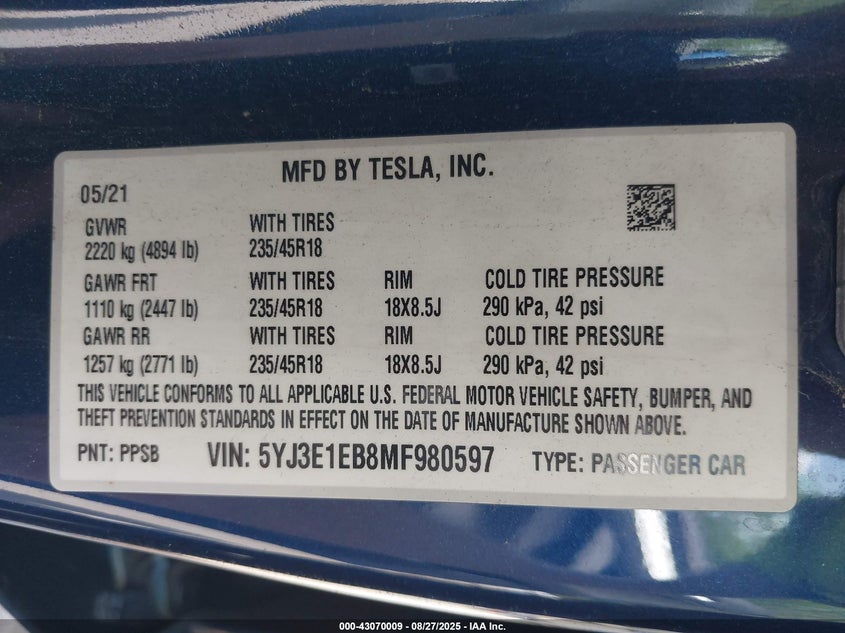 MFD BY TESLA, INC.
05/21
GVWR WITH TIRES
2220 kg (4894 lb) 235/45R18
GAWR FRT WITH TIRES RIM COLD TIRE PRESSURE
1110 kg (2447 lb) 235/45R18 18X8.5J 290 kPa, 42 psi
GAWR RR WITH TIRES RIM COLD TIRE PRESSURE
1257 kg (2771 lb) 235/45R18 18X8.5J 290 kPa, 42 psi
THIS VEHICLE CONFORMS TO ALL APPLICABLE U.S. FEDERAL MOTOR VEHICLE SAFETY, BUMPER, AND
THEFT PREVENTION STANDARDS IN EFFECT ON THE DATE OF MANUFACTURE SHOWN ABOVE.
PNT: PPSB VIN: 5YJ3E1EB8MF980597 TYPE: PASSENGER CAR
000-43070009 - 08/27/2025 - IAA Inc.